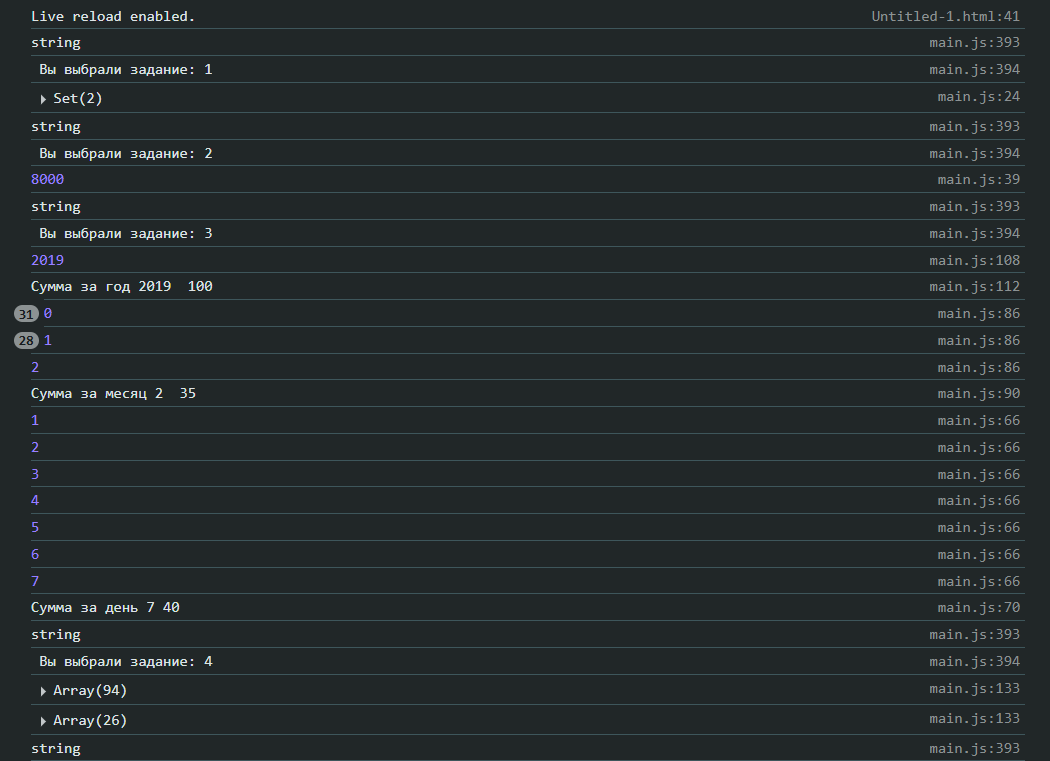 Live reload enabled. Untitled-1.html:41
string main.js:393
Вы выбрали задание: 1 main.js:394
Set(2) main.js:24
string main.js:393
Вы выбрали задание: 2 main.js:394
8000 main.js:39
string main.js:393
Вы выбрали задание: 3 main.js:394
2019 main.js:108
Сумма за год 2019  100 main.js:112
31 0 main.js:86
28 1 main.js:86
2 main.js:86
Сумма за месяц 2  35 main.js:90
1 main.js:66
2 main.js:66
3 main.js:66
4 main.js:66
5 main.js:66
6 main.js:66
7 main.js:66
Сумма за день 7 40 main.js:70
string main.js:393
Вы выбрали задание: 4 main.js:394
Array(94) main.js:133
Array(26) main.js:133
string main.js:393